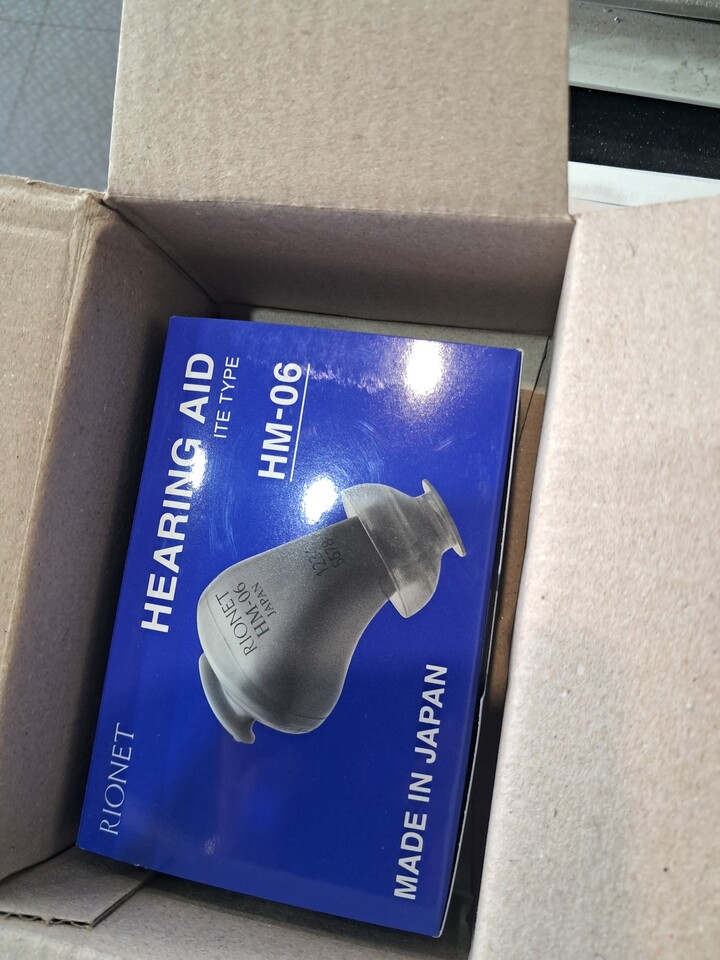 RIONET
HEARING AID
ITE TYPE
HM-06
RIONET
HM-06
JAPAN
MADE IN JAPAN